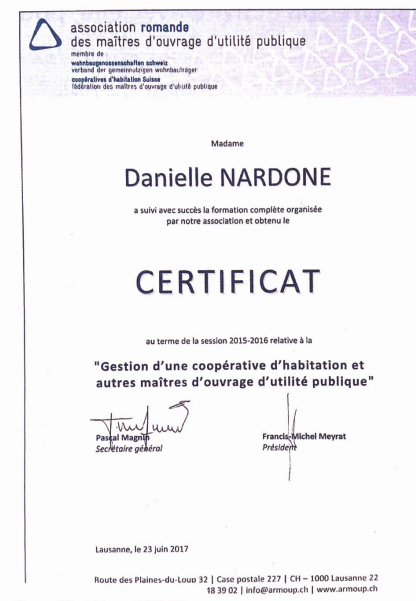 association romande
des maîtres d'ouvrage d'utilité publique
membre de
wohnbaugenossenschaften schweiz
verband der gemeinnützigen wohnbauträger
coopératives d'habitation Suisse
fédération des maîtres d'ouvrage d'utilité publique
Madame
Danielle NARDONE
a suivi avec succès la formation complète organisée
par notre association et obtenu le
CERTIFICAT
au terme de la session 2015-2016 relative à la
"Gestion d'une coopérative d'habitation et
autres maîtres d'ouvrage d'utilité publique"
Pascal Magnin Francis-Michel Meyrat
Secrétaire général Président
Lausanne, le 23 juin 2017
Route des Plaines-du-Loup 32 | Case postale 227 | CH – 1000 Lausanne 22
18 39 02 | info@armoup.ch | www.armoup.ch